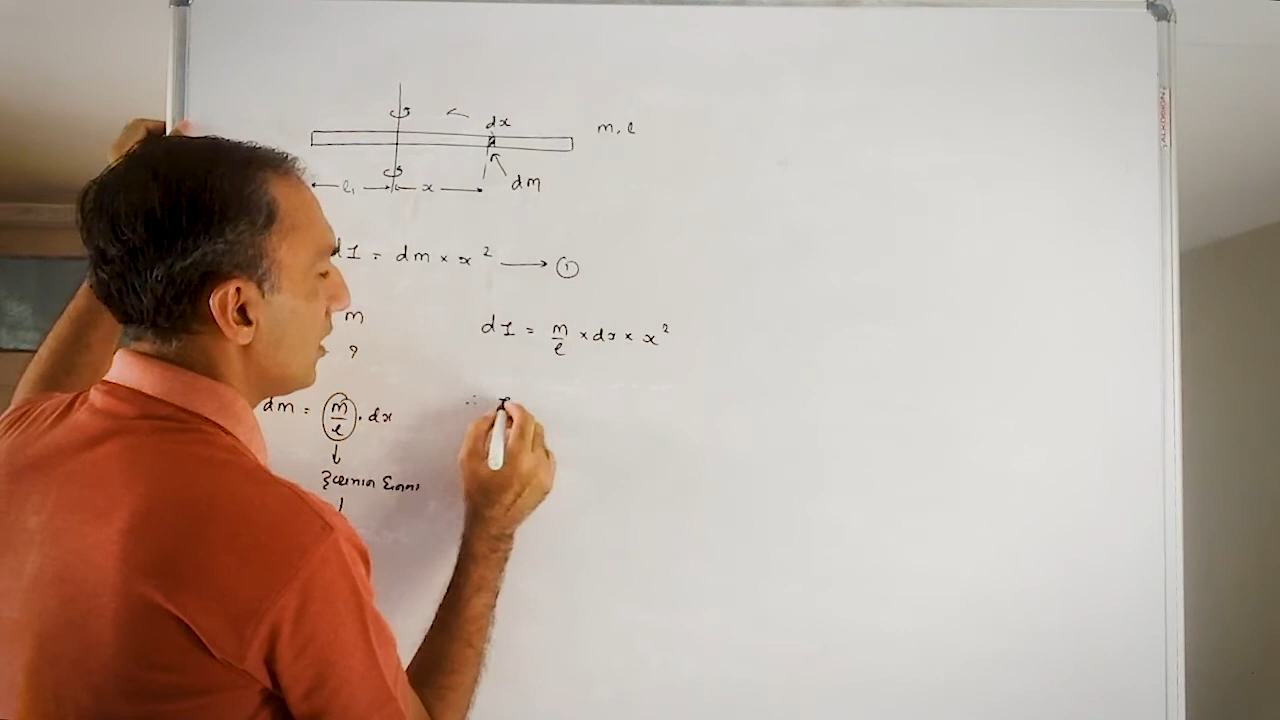 dx
m, l
l₁ x dm
dI = dm × x² ⟶ ①
m
?
dI = m/l × dx × x²
dm = m/l · dx
∴ I